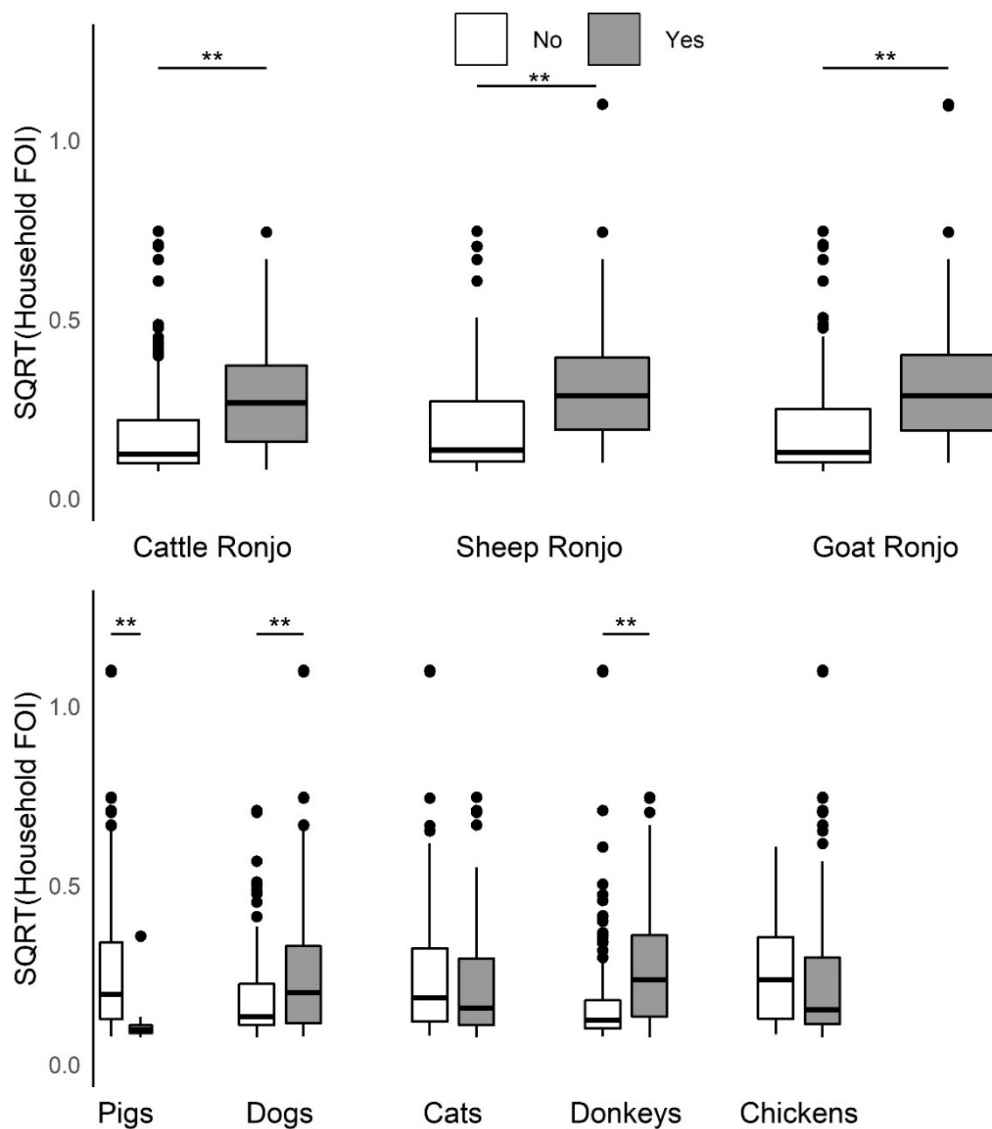 No Yes
** ** **
SQRT(Household FOI)
1.0
0.5
0.0
Cattle Ronjo Sheep Ronjo Goat Ronjo
** ** **
SQRT(Household FOI)
1.0
0.5
0.0
Pigs Dogs Cats Donkeys Chickens